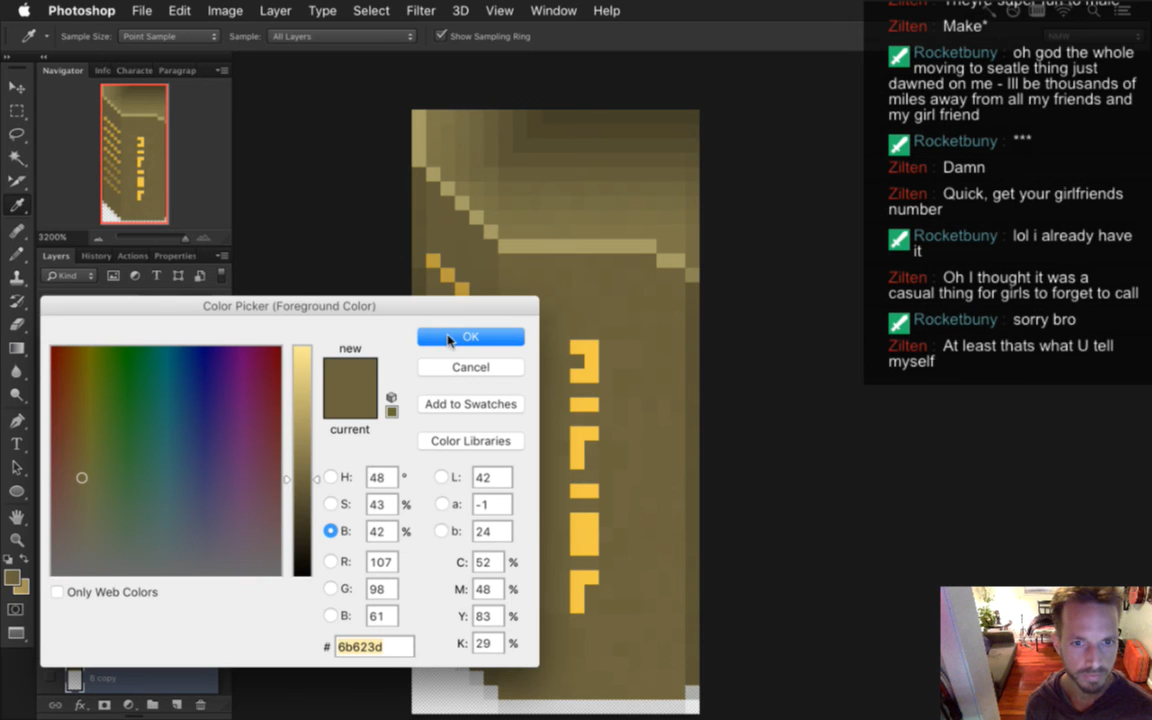 Photoshop File Edit Image Layer Type Select Filter 3D View Window Help
Sample Size: Point Sample Sample: All Layers Show Sampling Ring
Navigator Info Characte Paragrap
3200%
Layers History Actions Properties
Kind
Color Picker (Foreground Color)
new
current
OK
Cancel
Add to Swatches
Color Libraries
H: 48 °
S: 43 %
B: 42 %
R: 107
G: 98
B: 61
L: 42
a: -1
b: 24
C: 52 %
M: 48 %
Y: 83 %
K: 29 %
Only Web Colors
# 6b623d
B copy
Zilten : Make*
Rocketbuny : oh god the whole
moving to seatle thing just
dawned on me - Ill be thousands of
miles away from all my friends and
my girl friend
Rocketbuny : ***
Zilten : Damn
Zilten : Quick, get your girlfriends
number
Rocketbuny : lol i already have
it
Zilten : Oh I thought it was a
casual thing for girls to forget to call
Rocketbuny : sorry bro
Zilten : At least thats what U tell
myself